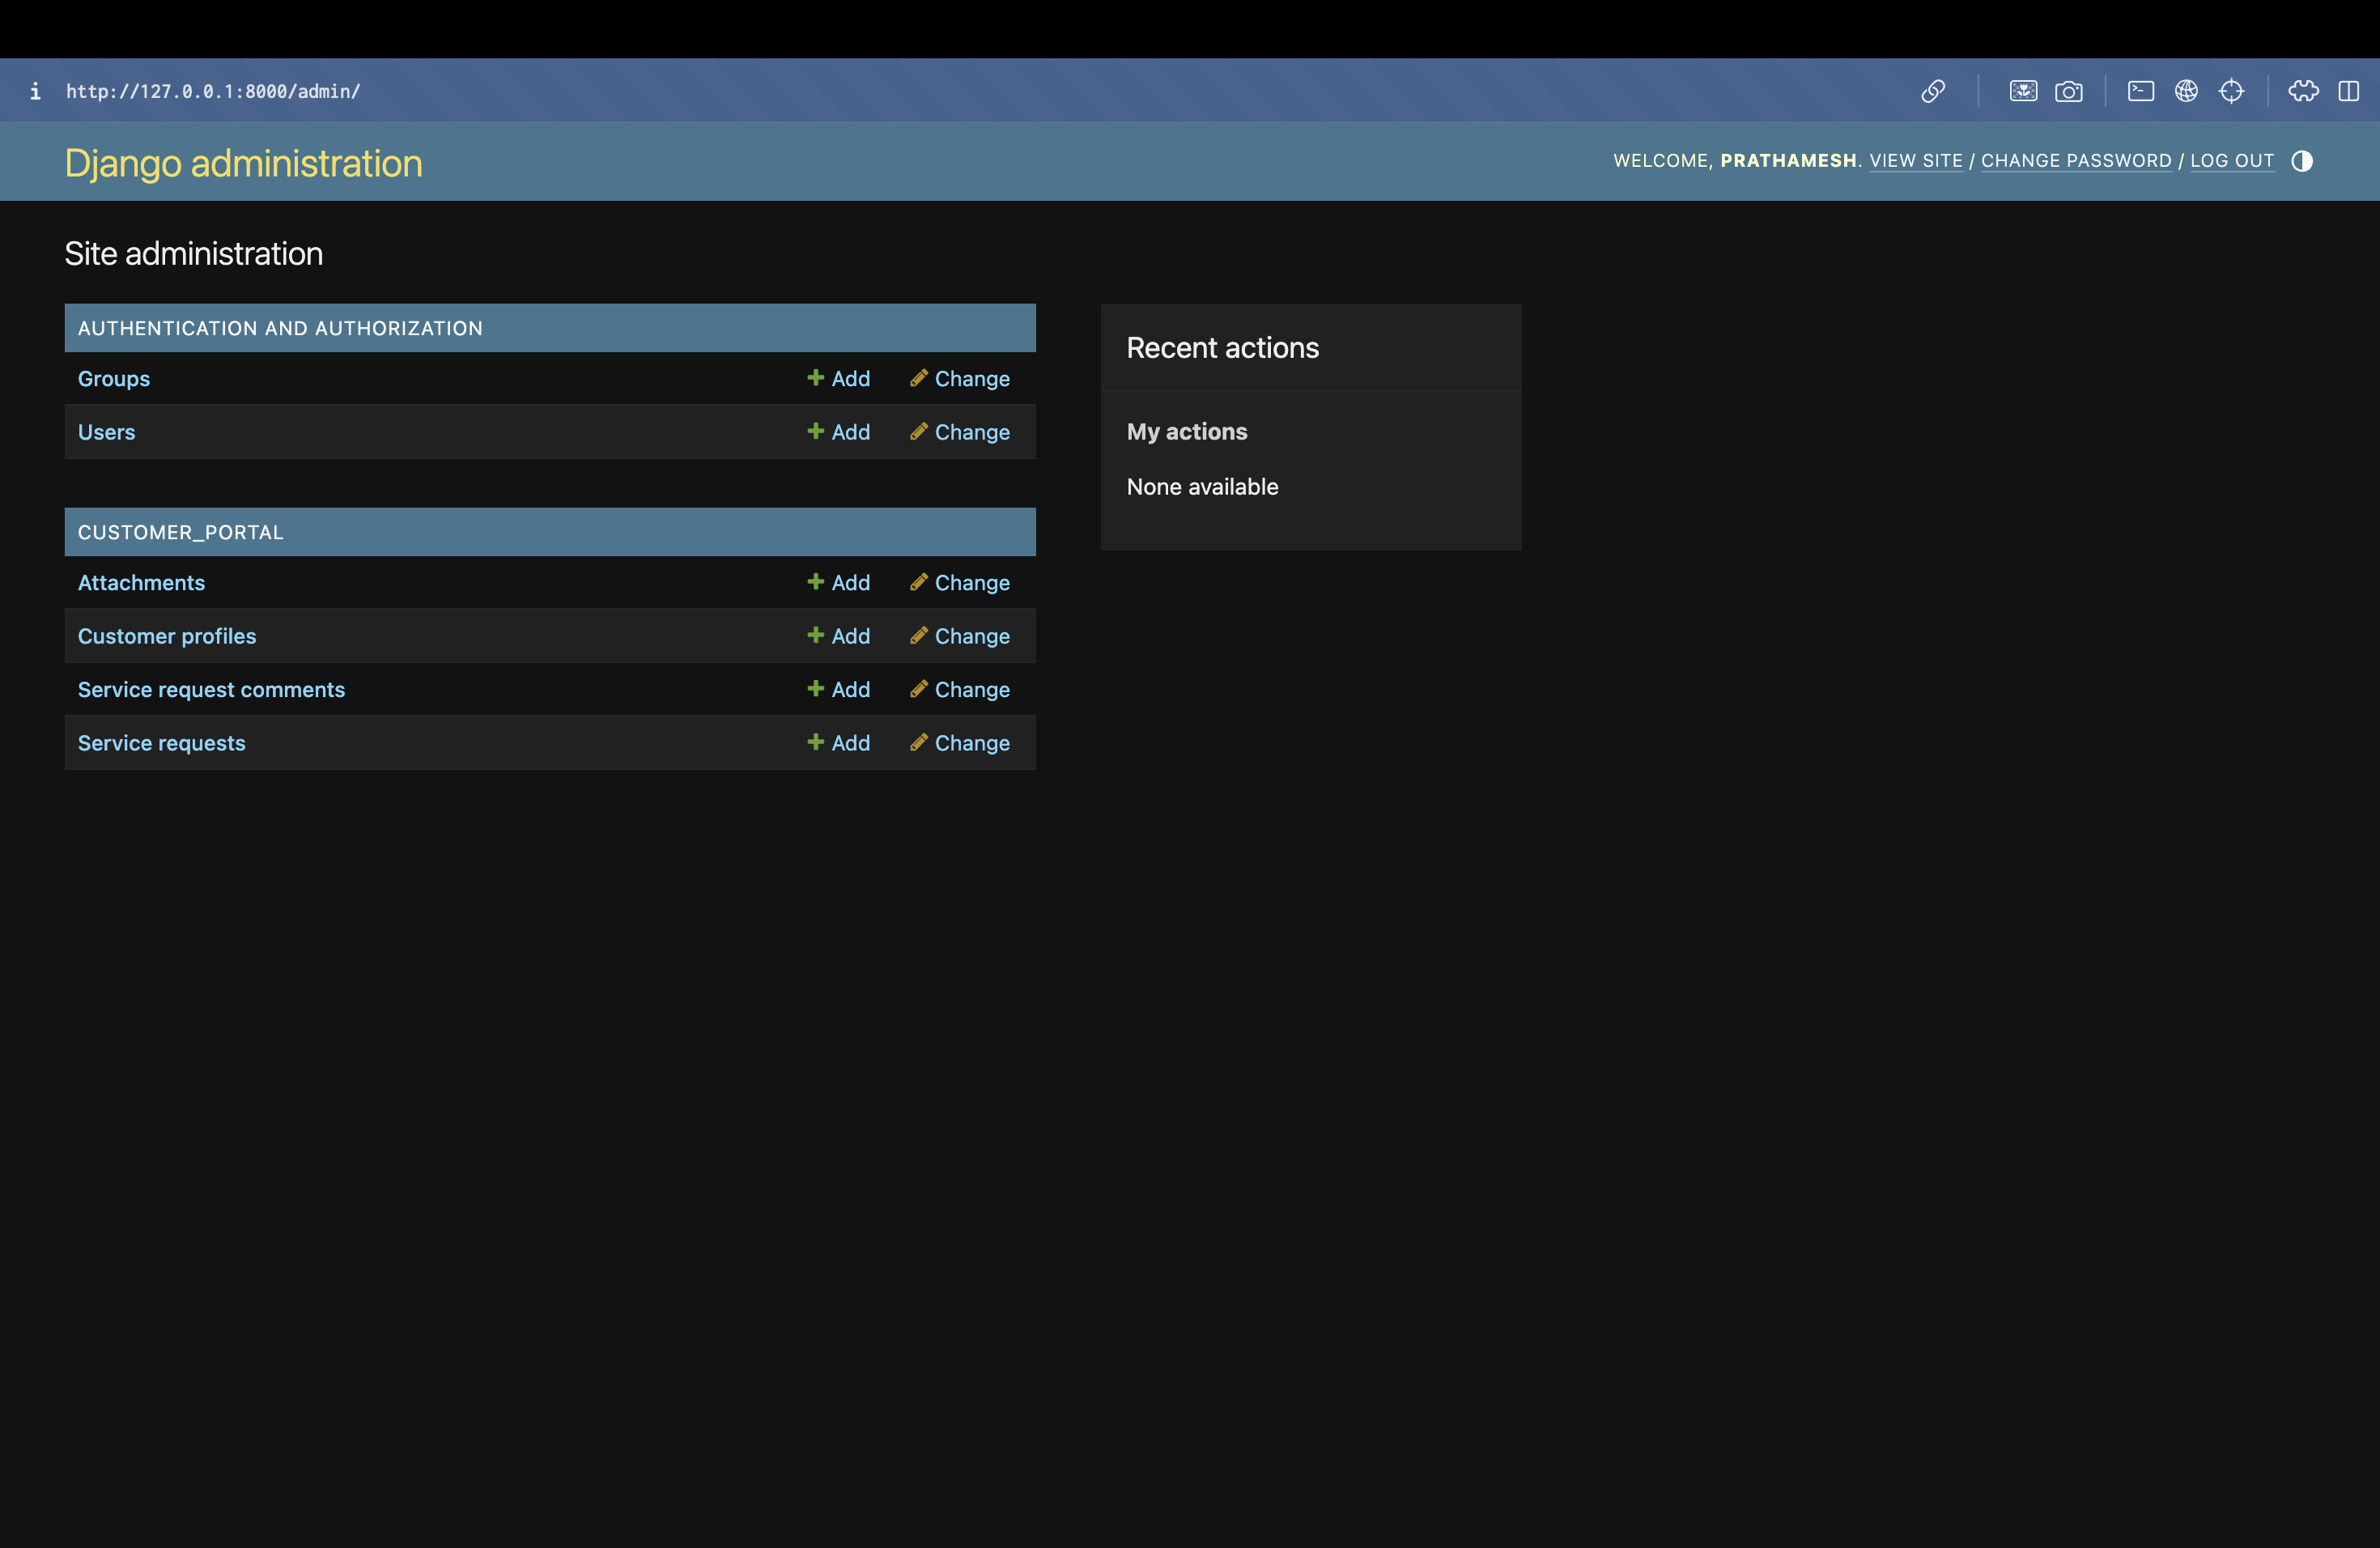 i http://127.0.0.1:8000/admin/
Django administration
WELCOME, PRATHAMESH. VIEW SITE / CHANGE PASSWORD / LOG OUT
Site administration
AUTHENTICATION AND AUTHORIZATION
Groups Add Change
Users Add Change
CUSTOMER_PORTAL
Attachments Add Change
Customer profiles Add Change
Service request comments Add Change
Service requests Add Change
Recent actions
My actions
None available